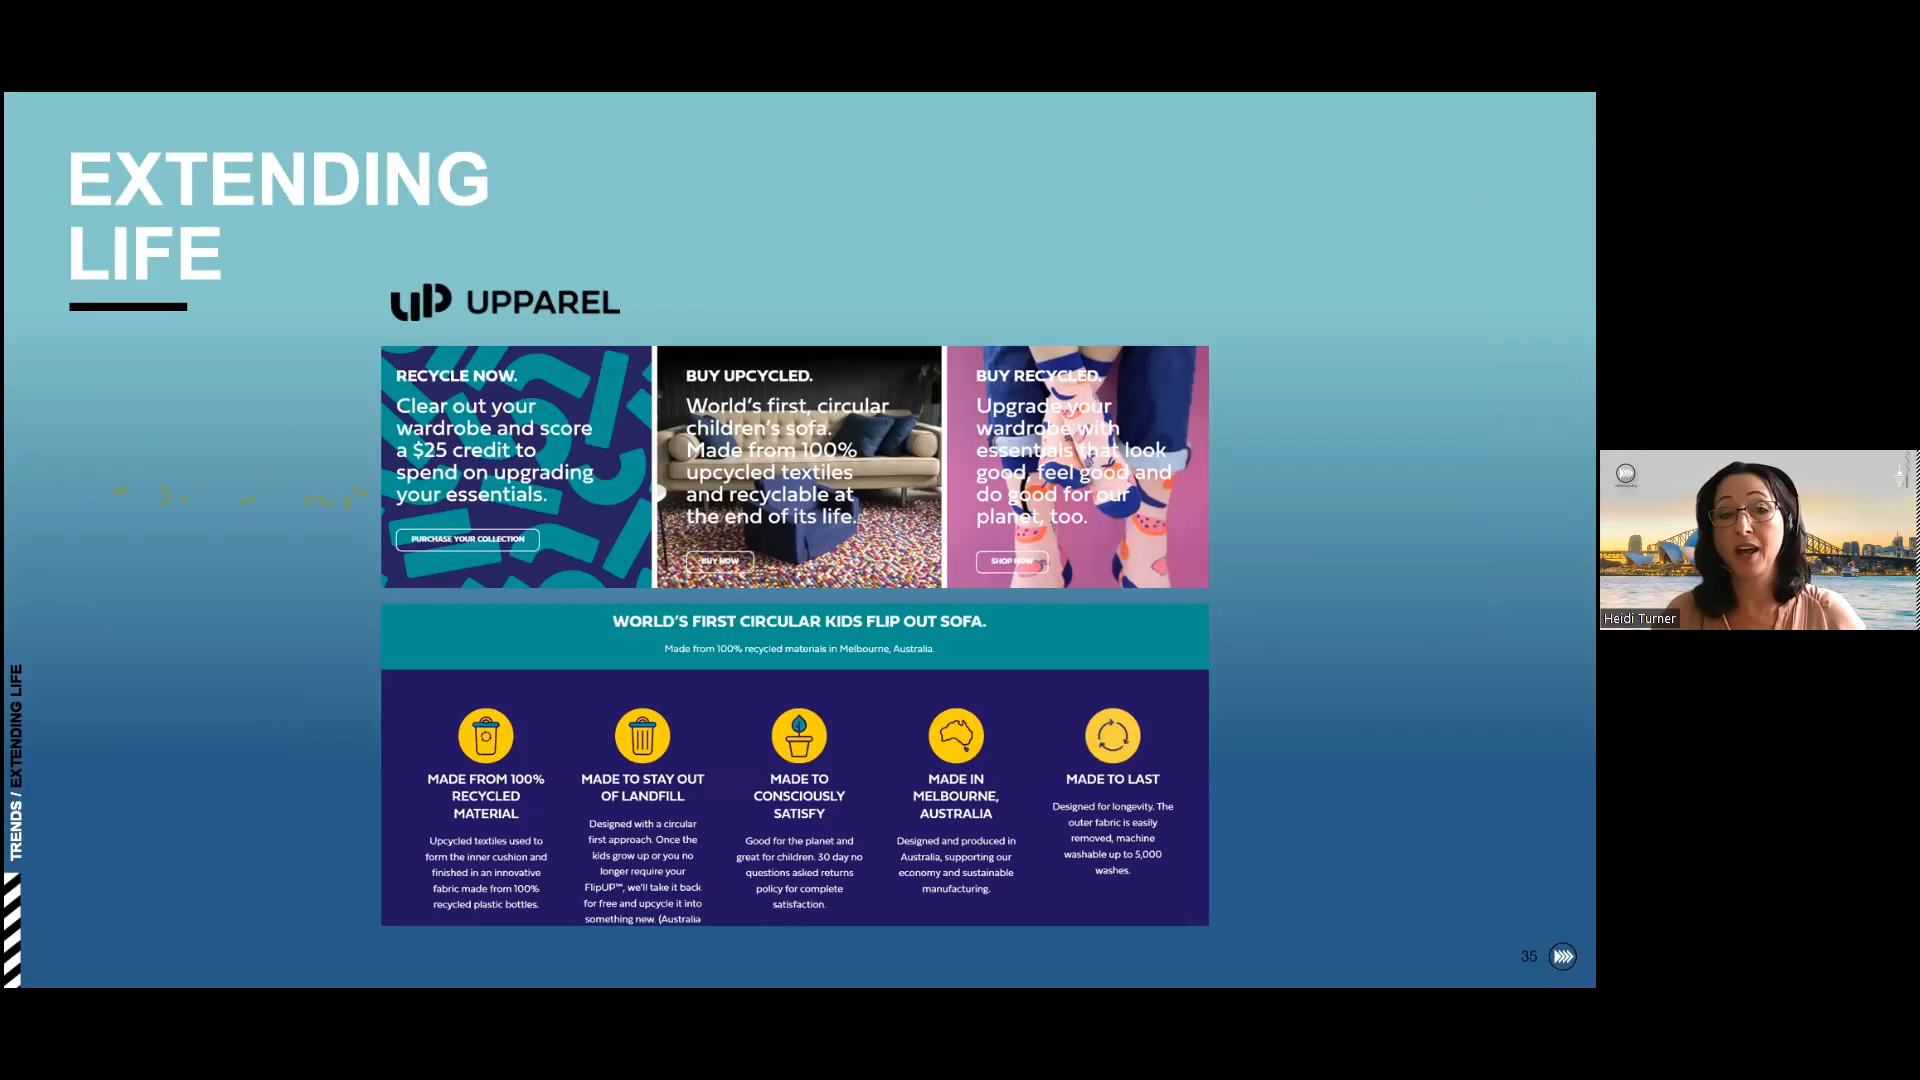 EXTENDING
LIFE
UPPAREL
RECYCLE NOW.
Clear out your
wardrobe and score
a $25 credit to
spend on upgrading
your essentials.
PURCHASE YOUR COLLECTION
BUY UPCYCLED.
World's first, circular
children's sofa.
Made from 100%
upcycled textiles
and recyclable at
the end of its life.
BUY NOW
BUY RECYCLED.
Upgrade your
wardrobe with
essentials that look
good, feel good and
do good for our
planet, too.
SHOP NOW
WORLD'S FIRST CIRCULAR KIDS FLIP OUT SOFA.
Made from 100% recycled materials in Melbourne, Australia.
MADE FROM 100%
RECYCLED
MATERIAL
Upcycled textiles used to
form the inner cushion and
finished in an innovative
fabric made from 100%
recycled plastic bottles.
MADE TO STAY OUT
OF LANDFILL
Designed with a circular
first approach. Once the
kids grow up or you no
longer require your
FlipUP™, we'll take it back
for free and upcycle it into
something new. (Australia
MADE TO
CONSCIOUSLY
SATISFY
Good for the planet and
great for children. 30 day no
questions asked returns
policy for complete
satisfaction.
MADE IN
MELBOURNE,
AUSTRALIA
Designed and produced in
Australia, supporting our
economy and sustainable
manufacturing.
MADE TO LAST
Designed for longevity. The
outer fabric is easily
removed, machine
washable up to 5,000
washes.
TRENDS / EXTENDING LIFE
35
Heidi Turner